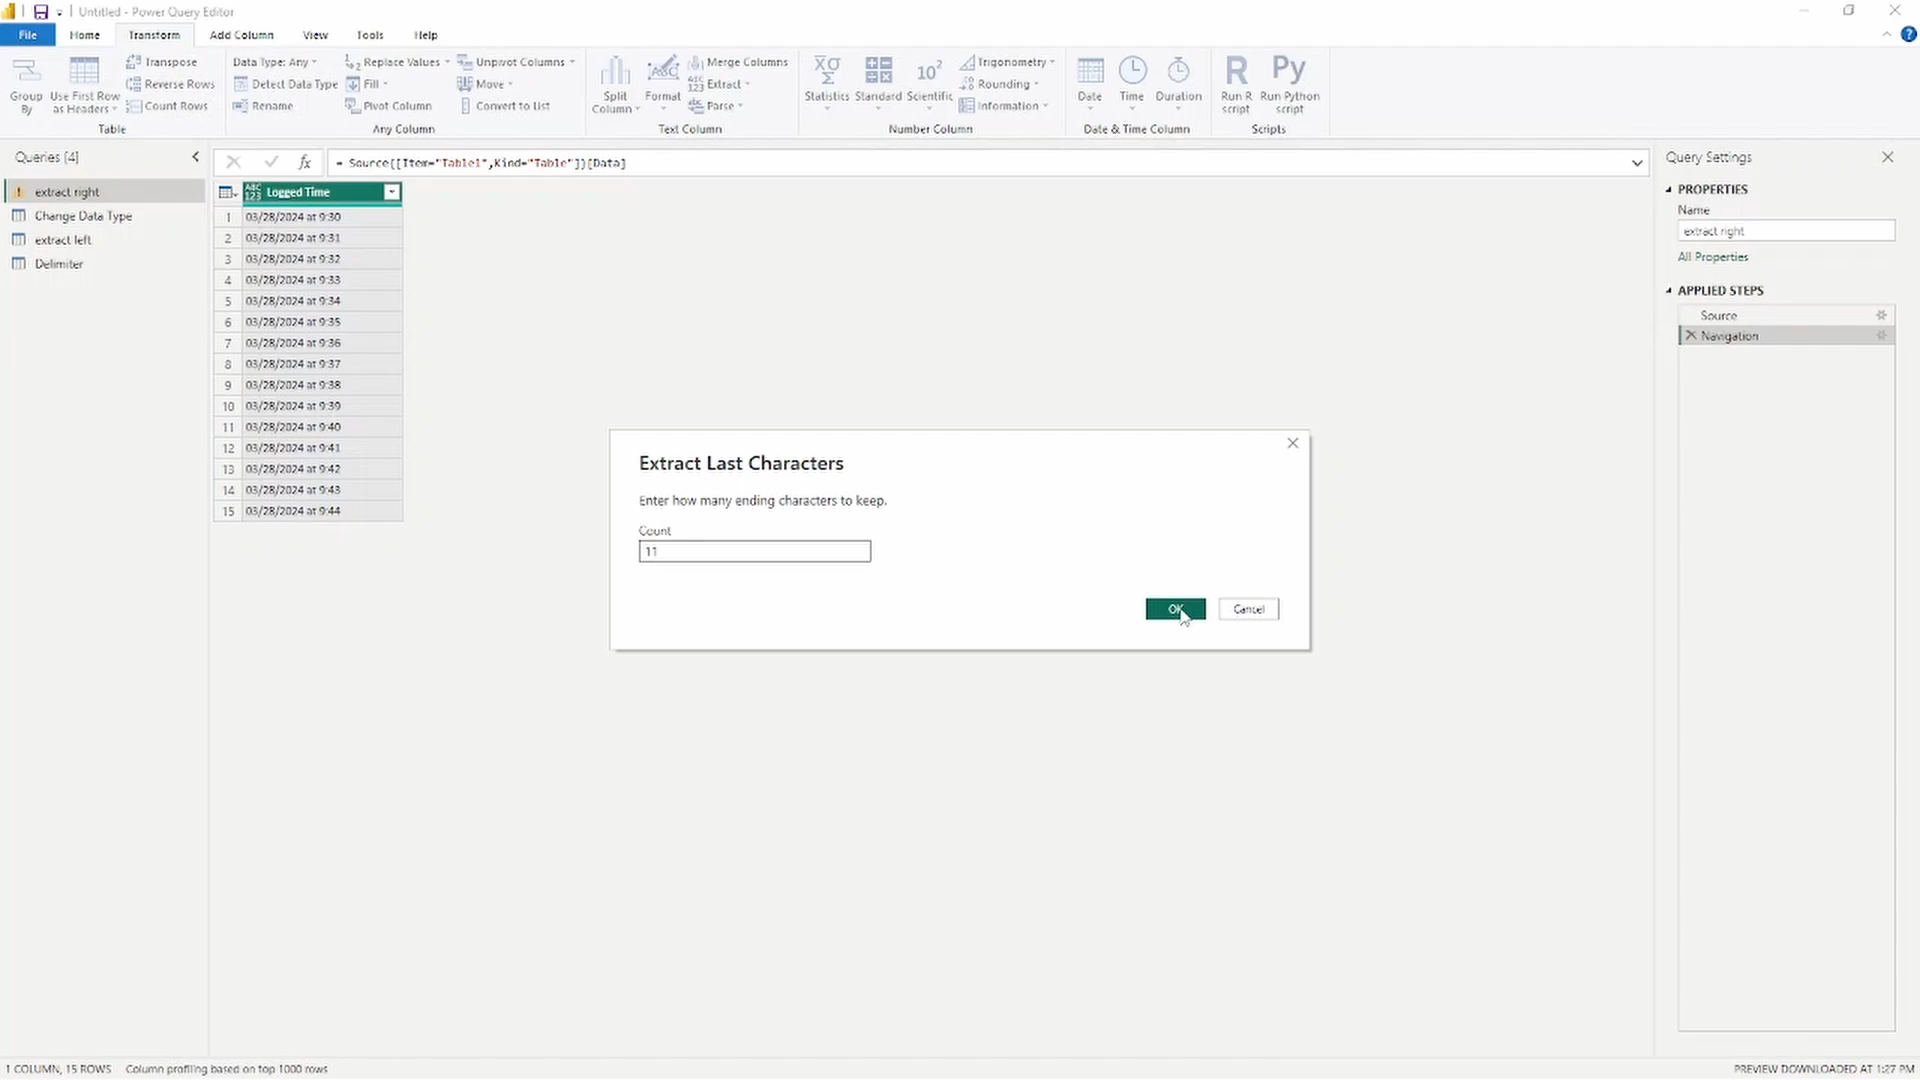 Untitled - Power Query Editor
File Home Transform Add Column View Tools Help
Group By
Use First Row as Headers
Transpose
Reverse Rows
Count Rows
Table
Data Type: Any
Detect Data Type
Rename
Replace Values
Fill
Pivot Column
Unpivot Columns
Move
Convert to List
Any Column
Split Column
Format
ABC
Merge Columns
ABC 123 Extract
abc Parse
Text Column
XΣ Statistics
Standard
10² Scientific
Trigonometry
.00 Rounding
Information
Number Column
Date
Time
Duration
Date & Time Column
R Run R script
Py Run Python script
Scripts
Queries [4]
extract right
Change Data Type
extract left
Delimiter
fx = Source{[Item="Table1",Kind="Table"]}[Data]
ABC 123 Logged Time
1 03/28/2024 at 9:30
2 03/28/2024 at 9:31
3 03/28/2024 at 9:32
4 03/28/2024 at 9:33
5 03/28/2024 at 9:34
6 03/28/2024 at 9:35
7 03/28/2024 at 9:36
8 03/28/2024 at 9:37
9 03/28/2024 at 9:38
10 03/28/2024 at 9:39
11 03/28/2024 at 9:40
12 03/28/2024 at 9:41
13 03/28/2024 at 9:42
14 03/28/2024 at 9:43
15 03/28/2024 at 9:44
Extract Last Characters
Enter how many ending characters to keep.
Count
11
OK Cancel
Query Settings
PROPERTIES
Name
extract right
All Properties
APPLIED STEPS
Source
Navigation
1 COLUMN, 15 ROWS Column profiling based on top 1000 rows
PREVIEW DOWNLOADED AT 1:27 PM